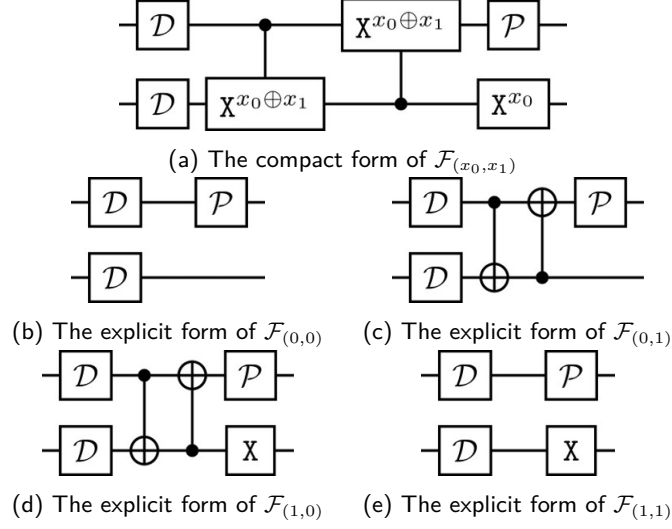 𝒟 X^{x₀⊕x₁} 𝒫
𝒟 X^{x₀⊕x₁} X^{x₀}
(a) The compact form of ℱ_{(x₀,x₁)}
𝒟 𝒫
𝒟
(b) The explicit form of ℱ_{(0,0)}
𝒟 𝒫
𝒟
(c) The explicit form of ℱ_{(0,1)}
𝒟 𝒫
𝒟 X
(d) The explicit form of ℱ_{(1,0)}
𝒟 𝒫
𝒟 X
(e) The explicit form of ℱ_{(1,1)}